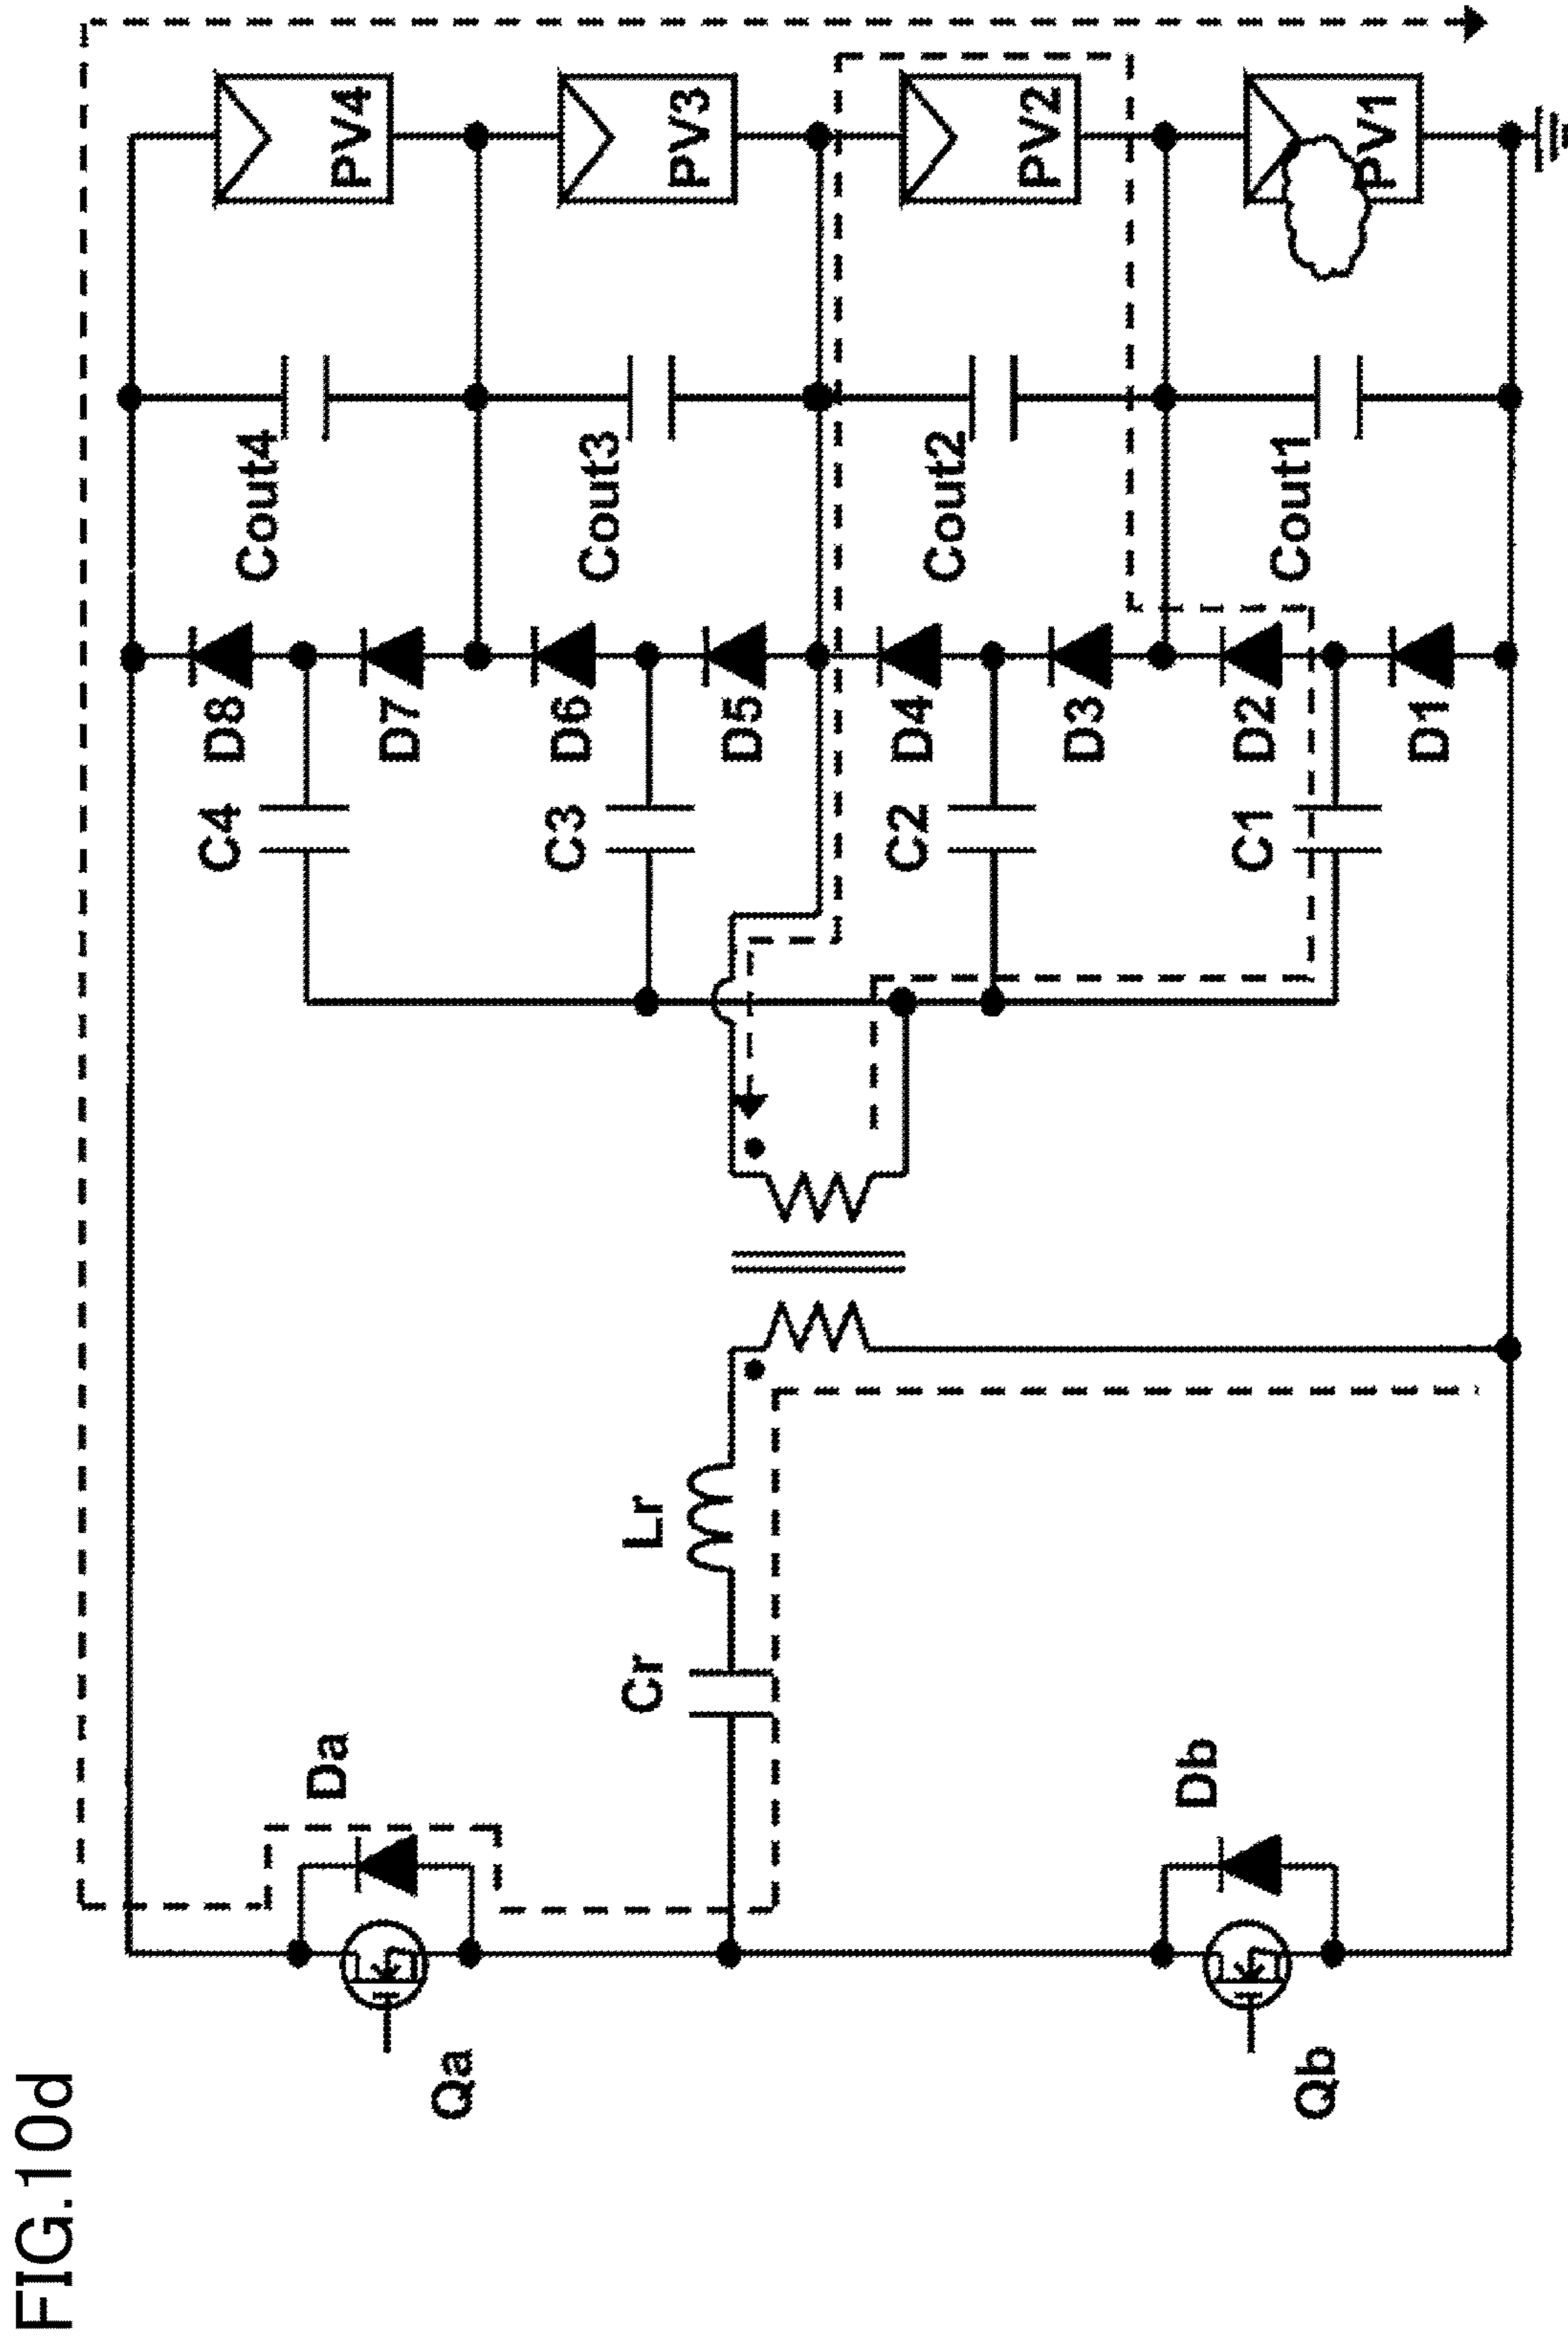 FIG.10d
Qa
Da
Qb
Db
Cr
Lr
C4
C3
C2
C1
D8
D7
D6
D5
D4
D3
D2
D1
Cout4
Cout3
Cout2
Cout1
PV4
PV3
PV2
PV1